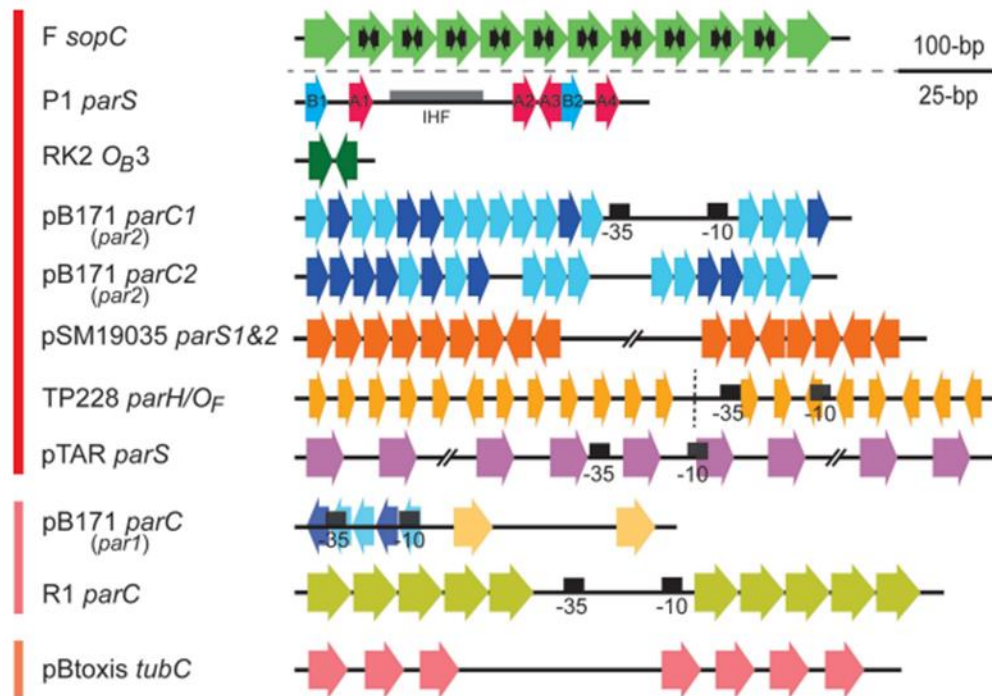 F sopC
100-bp
25-bp
P1 parS
B1 A1 A2 A3 B2 A4
IHF
RK2 OB3
pB171 parC1
(par2)
-35 -10
pB171 parC2
(par2)
pSM19035 parS1&2
TP228 parH/OF
-35 -10
pTAR parS
-35 -10
pB171 parC
(par1)
-35 -10
R1 parC
-35 -10
pBtoxis tubC